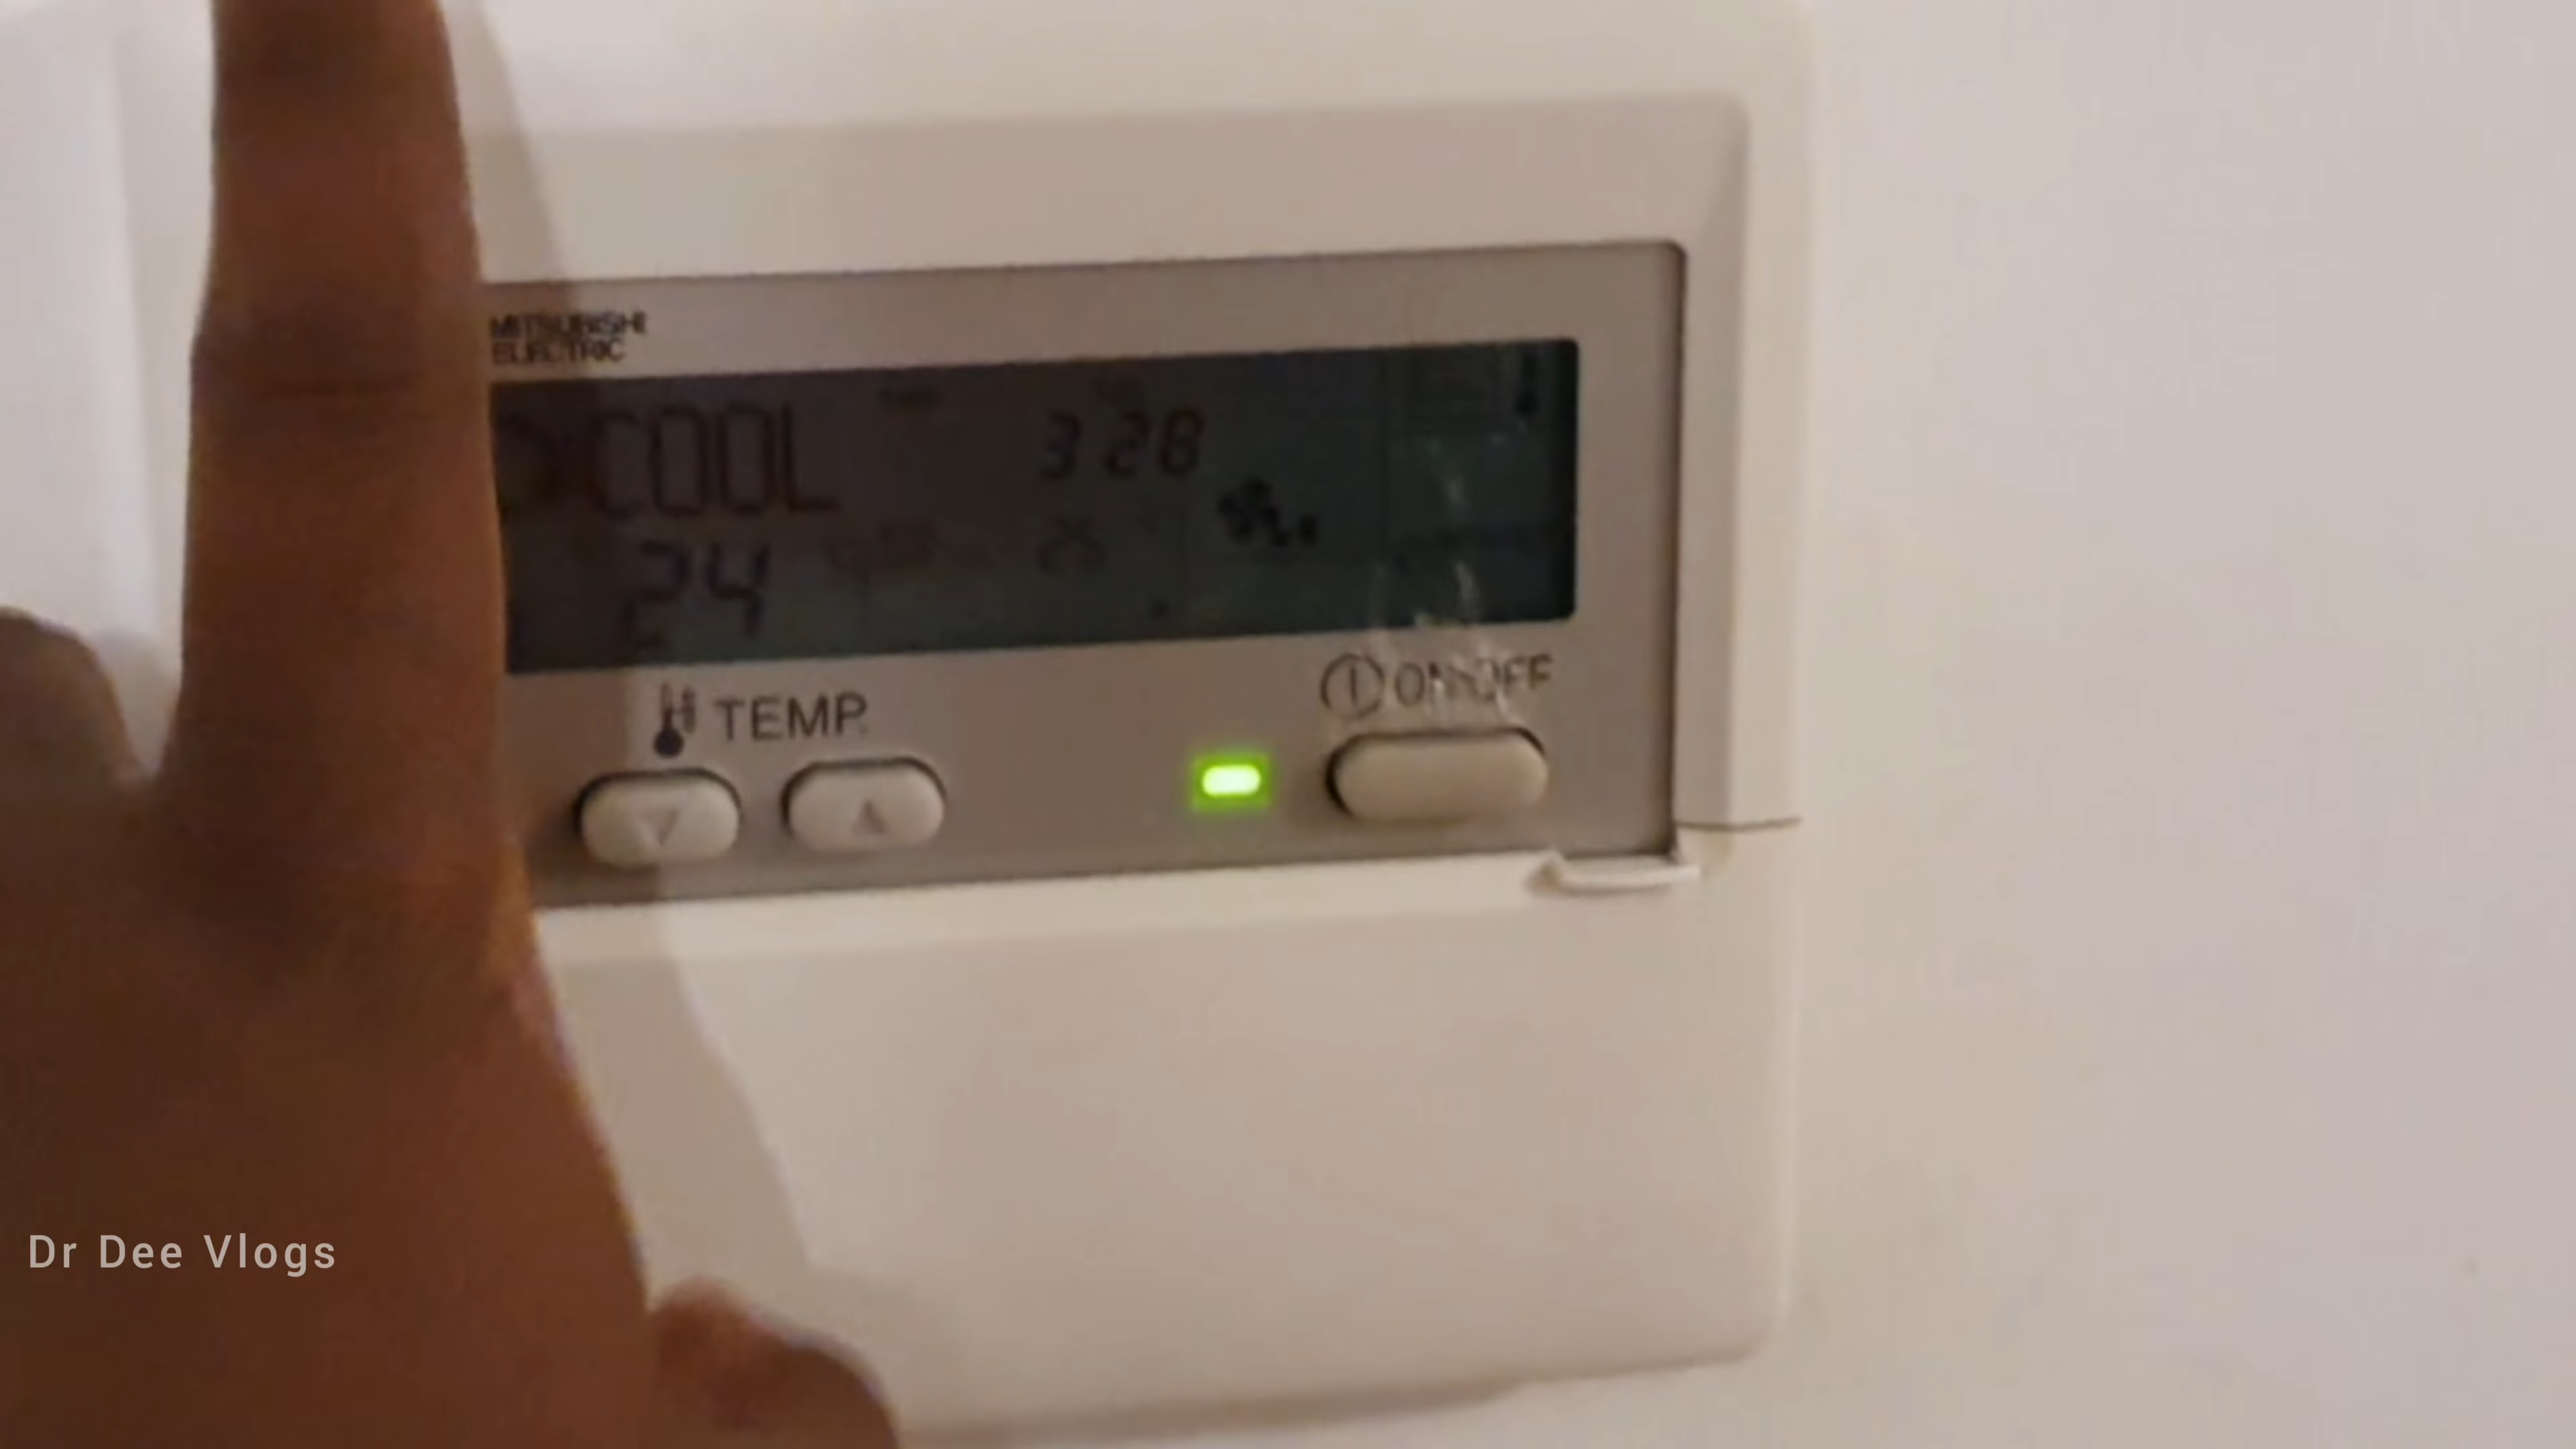 MITSUBISHI
ELECTRIC
COOL
3 28
24
TEMP.
ON/OFF
Dr Dee Vlogs